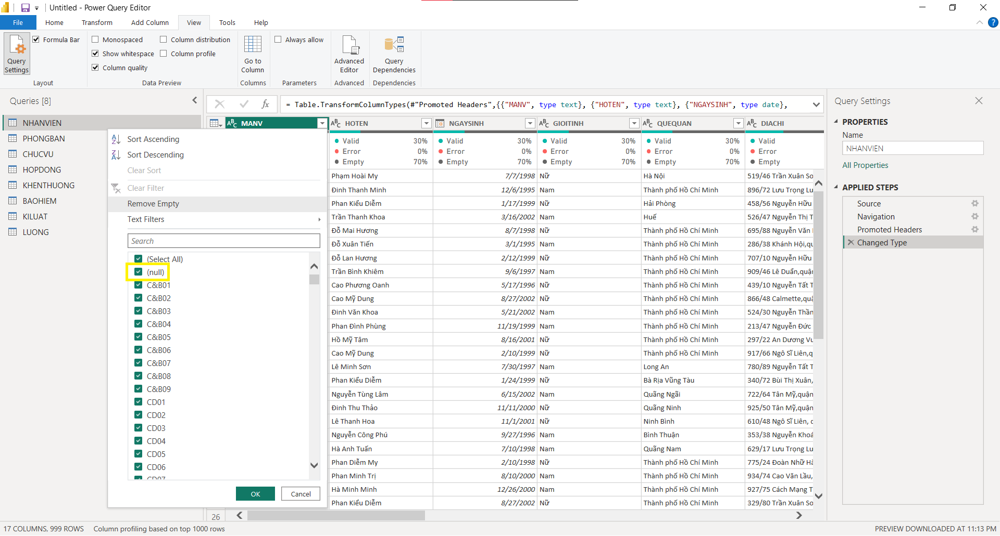 Untitled - Power Query Editor
File Home Transform Add Column View Tools Help
Query Settings
Formula Bar
Layout
Monospaced
Show whitespace
Column quality
Column distribution
Column profile
Data Preview
Go to Column
Columns
Always allow
Parameters
Advanced Editor
Advanced
Query Dependencies
Dependencies
Queries [8]
NHANVIEN
PHONGBAN
CHUCVU
HOPDONG
KHENTHUONG
BAOHIEM
KILUAT
LUONG
fx
= Table.TransformColumnTypes(#"Promoted Headers",{{"MANV", type text}, {"HOTEN", type text}, {"NGAYSINH", type date},
MANV HOTEN NGAYSINH GIOITINH QUEQUAN DIACHI
Sort Ascending
Sort Descending
Clear Sort
Clear Filter
Remove Empty
Text Filters
Search
(Select All)
(null)
C&B01
C&B02
C&B03
C&B04
C&B05
C&B06
C&B07
C&B08
C&B09
CD01
CD02
CD03
CD04
CD05
CD06
CD07
OK Cancel
Valid 30% Valid 30% Valid 30% Valid 30% Valid
Error 0% Error 0% Error 0% Error 0% Error
Empty 70% Empty 70% Empty 70% Empty 70% Empty
Phạm Hoài My 7/7/1998 Nữ Hà Nội 519/46 Trần Xuân So
Đinh Thanh Minh 12/6/1995 Nam Thành phố Hồ Chí Minh 896/72 Lưu Trọng Lu
Phan Kiều Diễm 1/17/1999 Nữ Hải Phòng 458/56 Nguyễn Hữu
Trần Thanh Khoa 3/16/2002 Nam Huế 526/47 Nguyễn Thị T
Đỗ Mai Hương 8/7/1998 Nữ Thành phố Hồ Chí Minh 695/88 Nguyễn Văn
Đỗ Xuân Tiến 3/1/1995 Nam Thành phố Hồ Chí Minh 286/38 Khánh Hội,qu
Đỗ Lan Hương 2/12/1999 Nữ Thành phố Hồ Chí Minh 707/10 Nguyễn Hữu
Trần Bình Khiêm 9/6/1997 Nam Thành phố Hồ Chí Minh 909/46 Lê Duẩn,quận
Cao Phương Oanh 5/17/1996 Nữ Thành phố Hồ Chí Minh 439/10 Nguyễn Tất T
Cao Mỹ Dung 8/27/2002 Nữ Thành phố Hồ Chí Minh 866/48 Calmette,quậ
Đinh Văn Khoa 5/21/2002 Nam Thành phố Hồ Chí Minh 524/30 Nguyễn Thần
Phan Đình Phùng 11/19/1999 Nam Thành phố Hồ Chí Minh 213/47 Nguyễn Đức
Hồ Mỹ Tâm 8/16/2001 Nữ Thành phố Hồ Chí Minh 297/22 An Dương Vư
Cao Mỹ Dung 2/10/1999 Nữ Thành phố Hồ Chí Minh 917/66 Ngô Sĩ Liên,q
Lê Minh Sơn 7/30/1997 Nam Long An 780/89 Nguyễn Tất T
Phan Kiều Diễm 1/24/1999 Nữ Bà Rịa Vũng Tàu 340/72 Bùi Thị Xuân,
Nguyễn Tùng Lâm 6/15/2002 Nam Quãng Ngãi 722/64 Tân Mỹ,quận
Đinh Thu Thảo 11/11/2000 Nữ Quãng Ninh 925/50 Tân Mỹ,quận
Lê Thanh Hoa 11/1/2001 Nữ Ninh Bình 610/48 Ngô Sĩ Liên, q
Nguyễn Công Phú 9/27/1996 Nam Bình Thuận 353/38 Nguyễn Khoá
Hà Anh Tuấn 7/10/1998 Nam Quãng Nam 629/17 Lưu Trọng Lu
Phan Diễm My 2/10/1998 Nữ Thành phố Hồ Chí Minh 775/24 Đoàn Nhữ Hà
Phan Minh Trị 8/10/2000 Nam Thành phố Hồ Chí Minh 934/74 Cao Văn Lầu,
Hà Minh Minh 12/26/2000 Nam Thành phố Hồ Chí Minh 927/75 Cách Mạng T
Phan Kiều Diễm 8/27/2002 Nữ Thành phố Hồ Chí Minh 329/80 Trần Xuân So
26
Query Settings
PROPERTIES
Name
NHANVIEN
All Properties
APPLIED STEPS
Source
Navigation
Promoted Headers
Changed Type
17 COLUMNS, 999 ROWS Column profiling based on top 1000 rows PREVIEW DOWNLOADED AT 11:13 PM